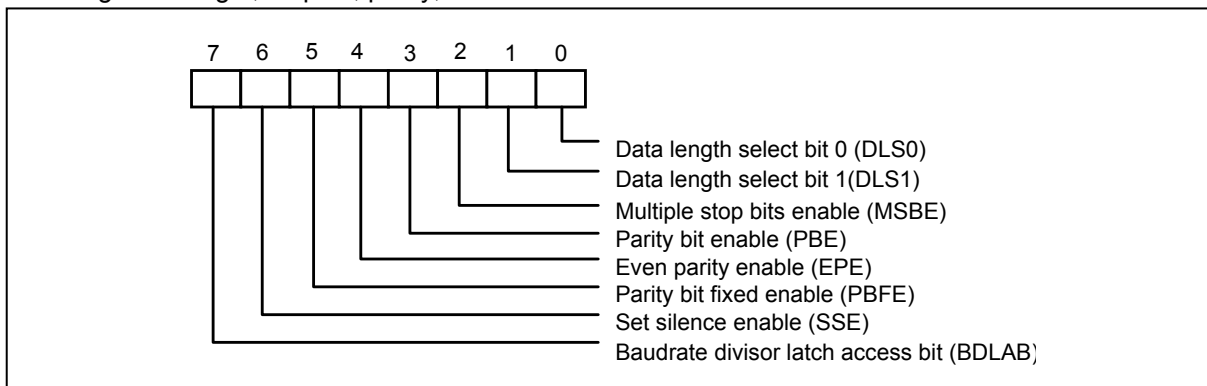 7 6 5 4 3 2 1 0
Data length select bit 0 (DLS0)
Data length select bit 1(DLS1)
Multiple stop bits enable (MSBE)
Parity bit enable (PBE)
Even parity enable (EPE)
Parity bit fixed enable (PBFE)
Set silence enable (SSE)
Baudrate divisor latch access bit (BDLAB)